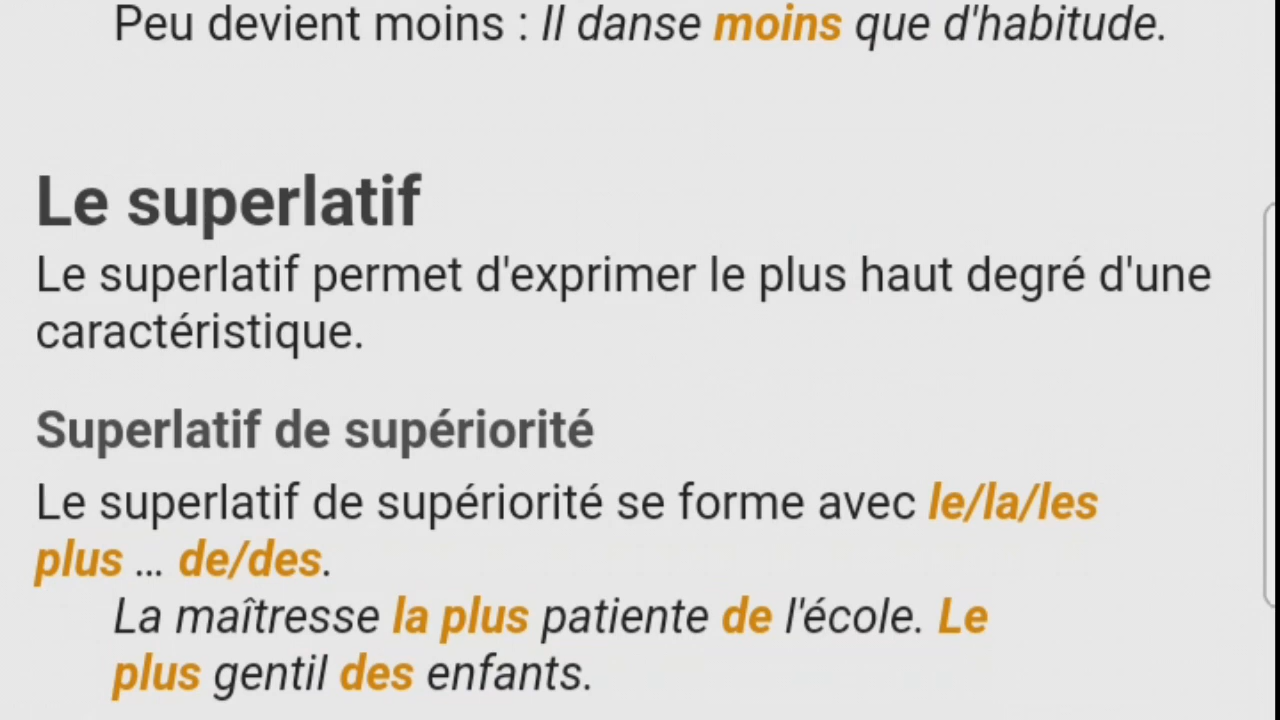 Peu devient moins : Il danse moins que d'habitude.
Le superlatif
Le superlatif permet d'exprimer le plus haut degré d'une
caractéristique.
Superlatif de supériorité
Le superlatif de supériorité se forme avec le/la/les
plus ... de/des.
La maîtresse la plus patiente de l'école. Le
plus gentil des enfants.